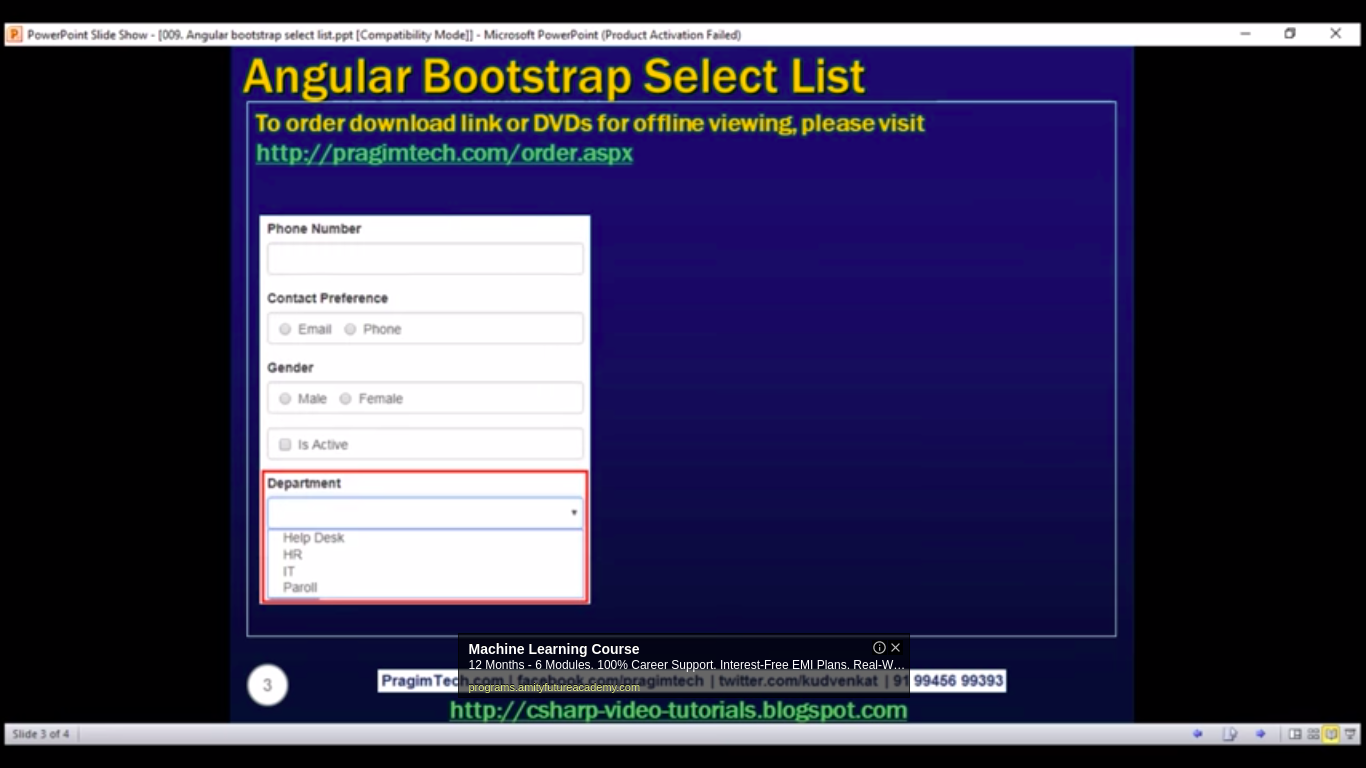 PowerPoint Slide Show - [009. Angular bootstrap select list.ppt [Compatibility Mode]] - Microsoft PowerPoint (Product Activation Failed)
Angular Bootstrap Select List
To order download link or DVDs for offline viewing, please visit
http://pragimtech.com/order.aspx
Phone Number
Contact Preference
Email Phone
Gender
Male Female
Is Active
Department
Help Desk
HR
IT
Paroll
Machine Learning Course
12 Months - 6 Modules. 100% Career Support. Interest-Free EMI Plans. Real-W...
3
PragimTech.com | facebook.com/pragimtech | twitter.com/kudvenkat | 91 99456 99393
programs.amityfutureacademy.com
http://csharp-video-tutorials.blogspot.com
Slide 3 of 4